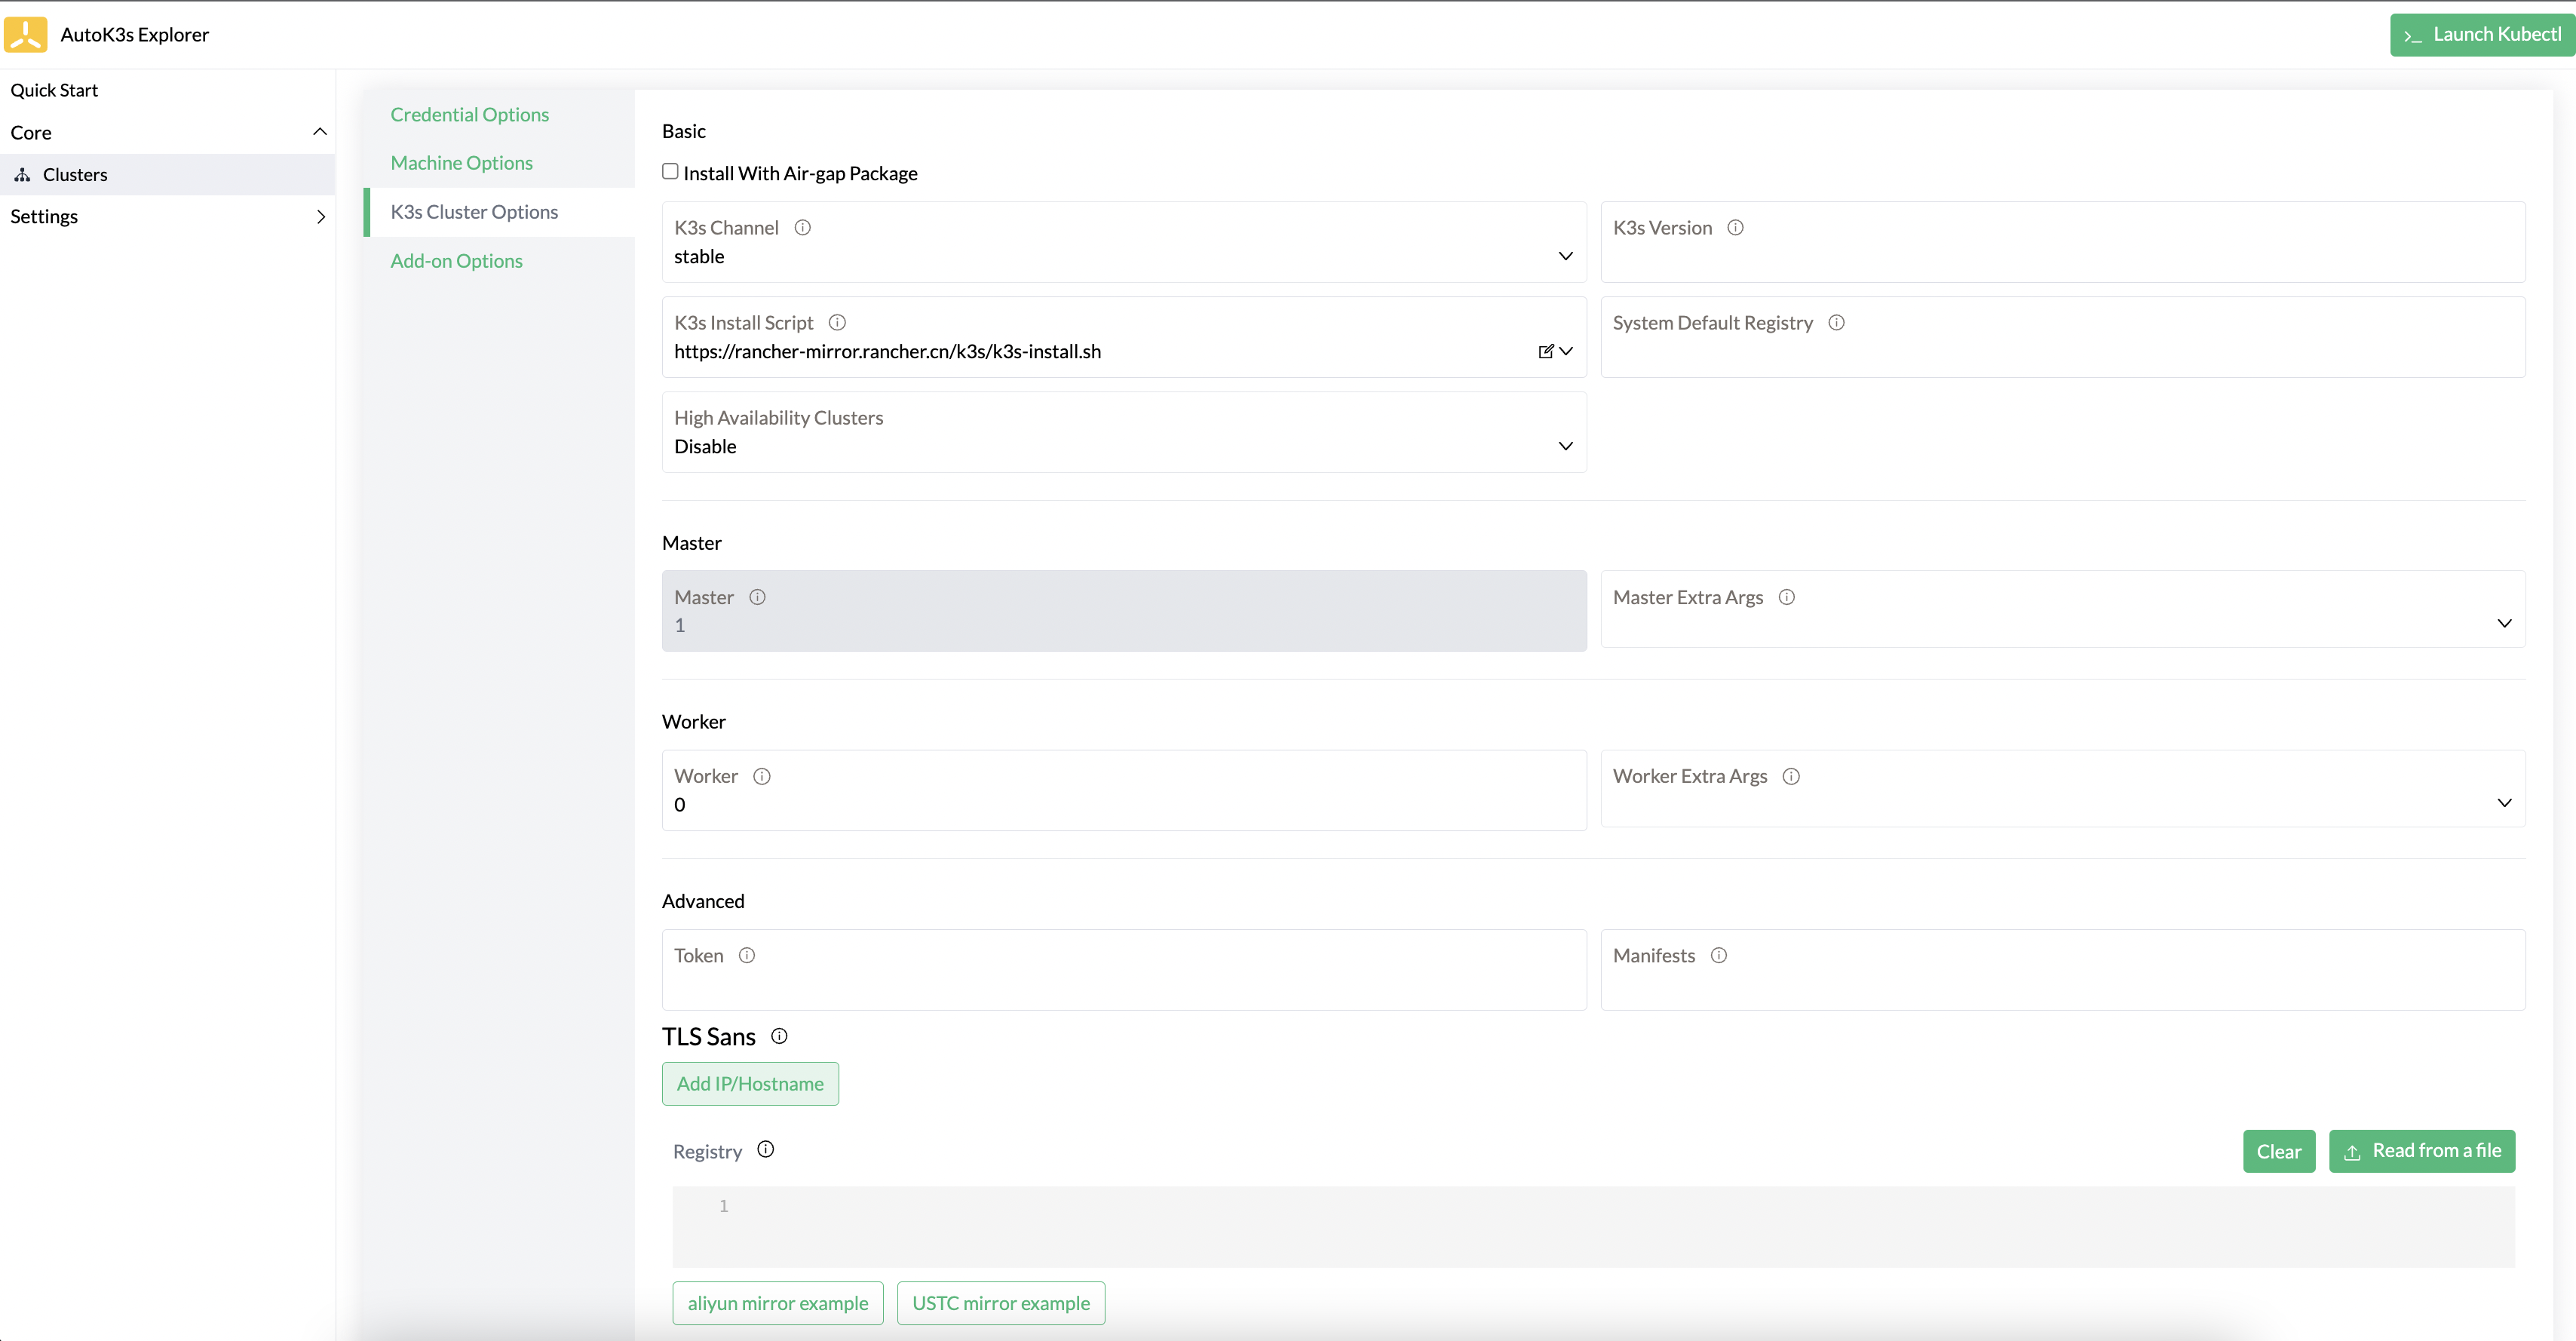 AutoK3s Explorer
Launch Kubectl
Quick Start
Core
Clusters
Settings
Credential Options
Machine Options
K3s Cluster Options
Add-on Options
Basic
Install With Air-gap Package
K3s Channel
stable
K3s Version
K3s Install Script
https://rancher-mirror.rancher.cn/k3s/k3s-install.sh
System Default Registry
High Availability Clusters
Disable
Master
Master
1
Master Extra Args
Worker
Worker
0
Worker Extra Args
Advanced
Token
Manifests
TLS Sans
Add IP/Hostname
Registry
Clear
Read from a file
1
aliyun mirror example
USTC mirror example